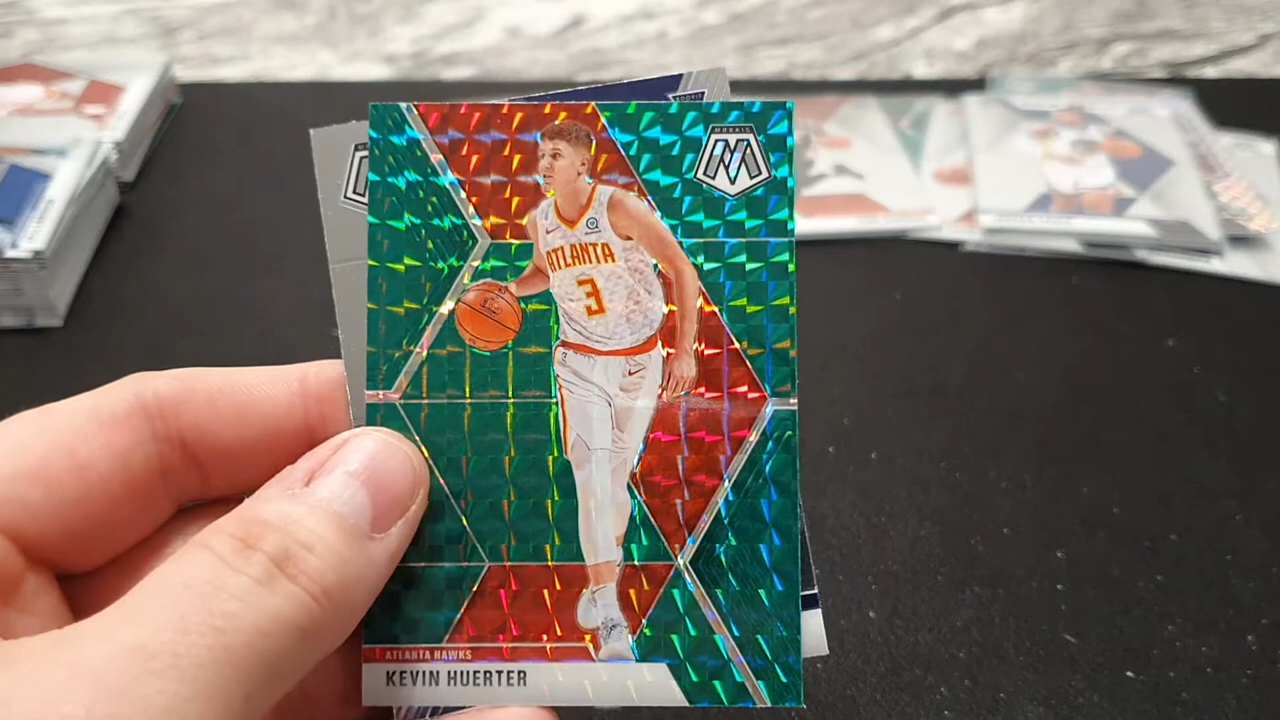 ROOKIE
MOSAIC
ATLANTA
3
ATLANTA HAWKS
KEVIN HUERTER